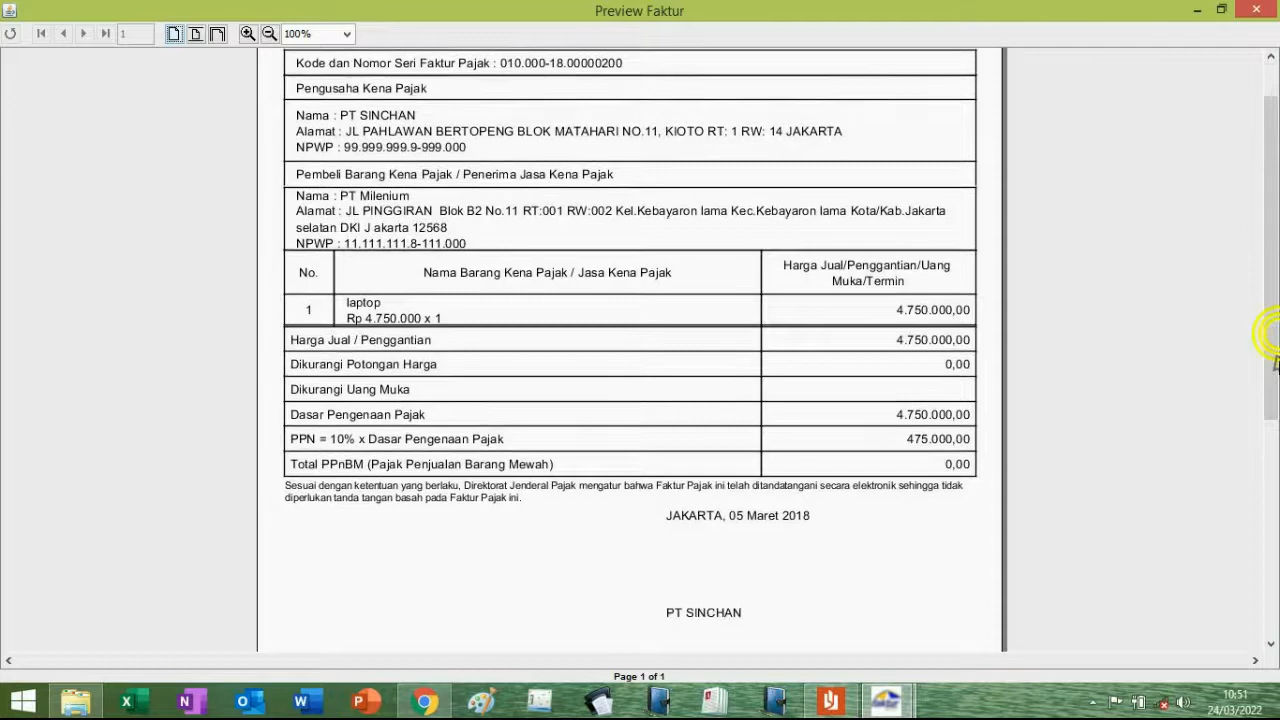 Preview Faktur
1
100%
Kode dan Nomor Seri Faktur Pajak : 010.000-18.00000200
Pengusaha Kena Pajak
Nama : PT SINCHAN
Alamat : JL PAHLAWAN BERTOPENG BLOK MATAHARI NO.11, KIOTO RT: 1 RW: 14 JAKARTA
NPWP : 99.999.999.9-999.000
Pembeli Barang Kena Pajak / Penerima Jasa Kena Pajak
Nama : PT Milenium
Alamat : JL PINGGIRAN Blok B2 No.11 RT:001 RW:002 Kel.Kebayaron lama Kec.Kebayaron lama Kota/Kab.Jakarta
selatan DKI J akarta 12568
NPWP : 11.111.111.8-111.000
No.
Nama Barang Kena Pajak / Jasa Kena Pajak
Harga Jual/Penggantian/Uang
Muka/Termin
1
laptop
Rp 4.750.000 x 1
4.750.000,00
Harga Jual / Penggantian 4.750.000,00
Dikurangi Potongan Harga 0,00
Dikurangi Uang Muka
Dasar Pengenaan Pajak 4.750.000,00
PPN = 10% x Dasar Pengenaan Pajak 475.000,00
Total PPnBM (Pajak Penjualan Barang Mewah) 0,00
Sesuai dengan ketentuan yang berlaku, Direktorat Jenderal Pajak mengatur bahwa Faktur Pajak ini telah ditandatangani secara elektronik sehingga tidak
diperlukan tanda tangan basah pada Faktur Pajak ini.
JAKARTA, 05 Maret 2018
PT SINCHAN
Page 1 of 1
10:51
24/03/2022